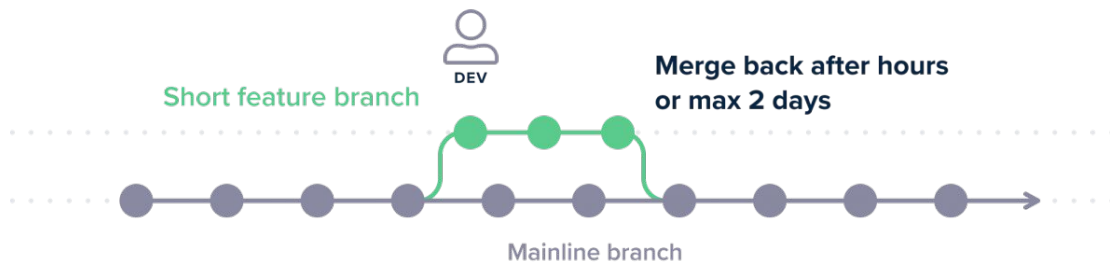 DEV
Short feature branch
Merge back after hours
or max 2 days
Mainline branch